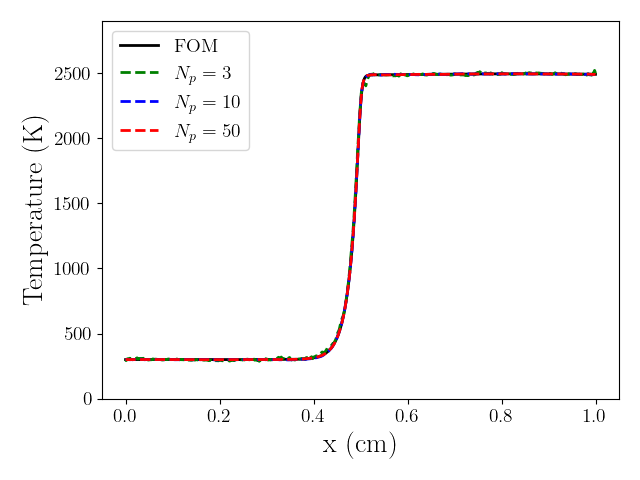 FOM
N_p = 3
N_p = 10
N_p = 50
Temperature (K)
2500
2000
1500
1000
500
0
0.0 0.2 0.4 0.6 0.8 1.0
x (cm)